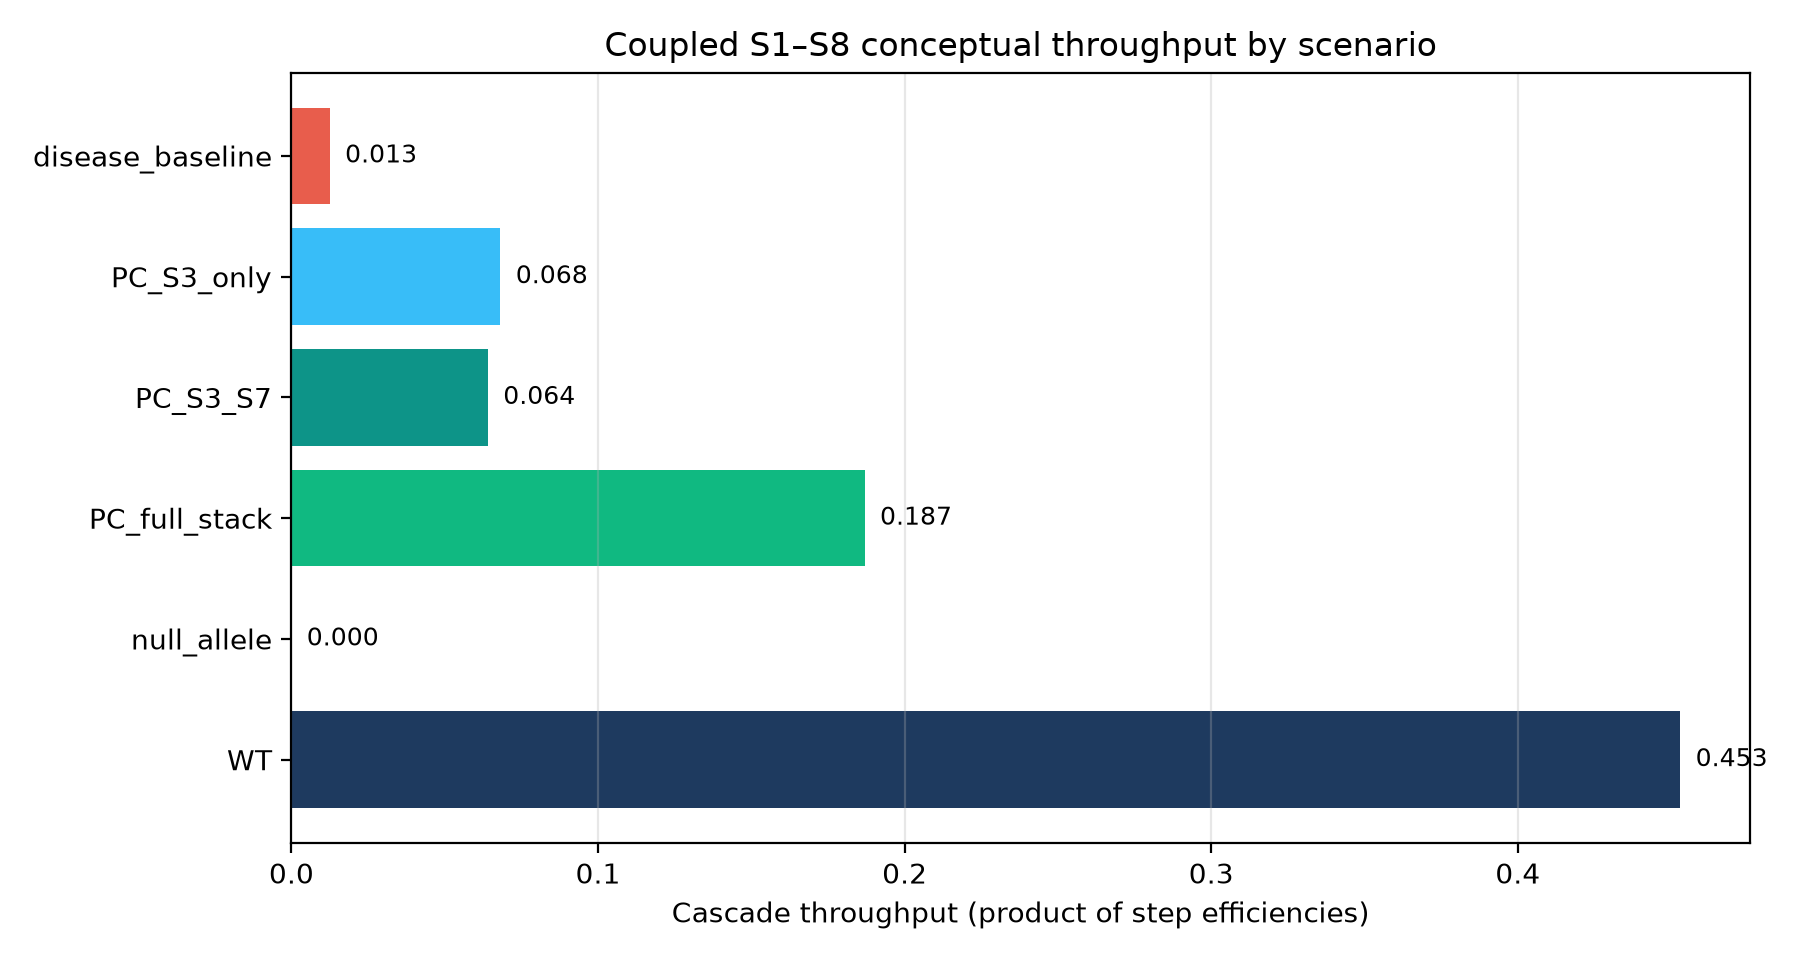 Coupled S1–S8 conceptual throughput by scenario
disease_baseline 0.013
PC_S3_only 0.068
PC_S3_S7 0.064
PC_full_stack 0.187
null_allele 0.000
WT 0.453
0.0 0.1 0.2 0.3 0.4
Cascade throughput (product of step efficiencies)